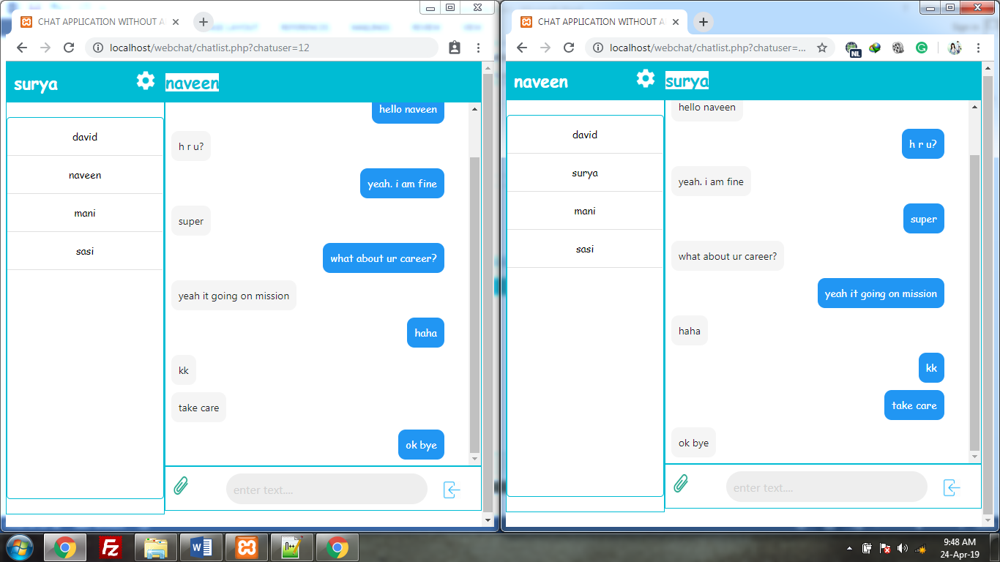 CHAT APPLICATION WITHOUT A
localhost/webchat/chatlist.php?chatuser=12
surya
naveen
david
naveen
mani
sasi
hello naveen
h r u?
yeah. i am fine
super
what about ur career?
yeah it going on mission
haha
kk
take care
ok bye
enter text....
CHAT APPLICATION WITHOUT A
localhost/webchat/chatlist.php?chatuser=...
NL
naveen
surya
david
surya
mani
sasi
hello naveen
h r u?
yeah. i am fine
super
what about ur career?
yeah it going on mission
haha
kk
take care
ok bye
enter text....
9:48 AM
24-Apr-19